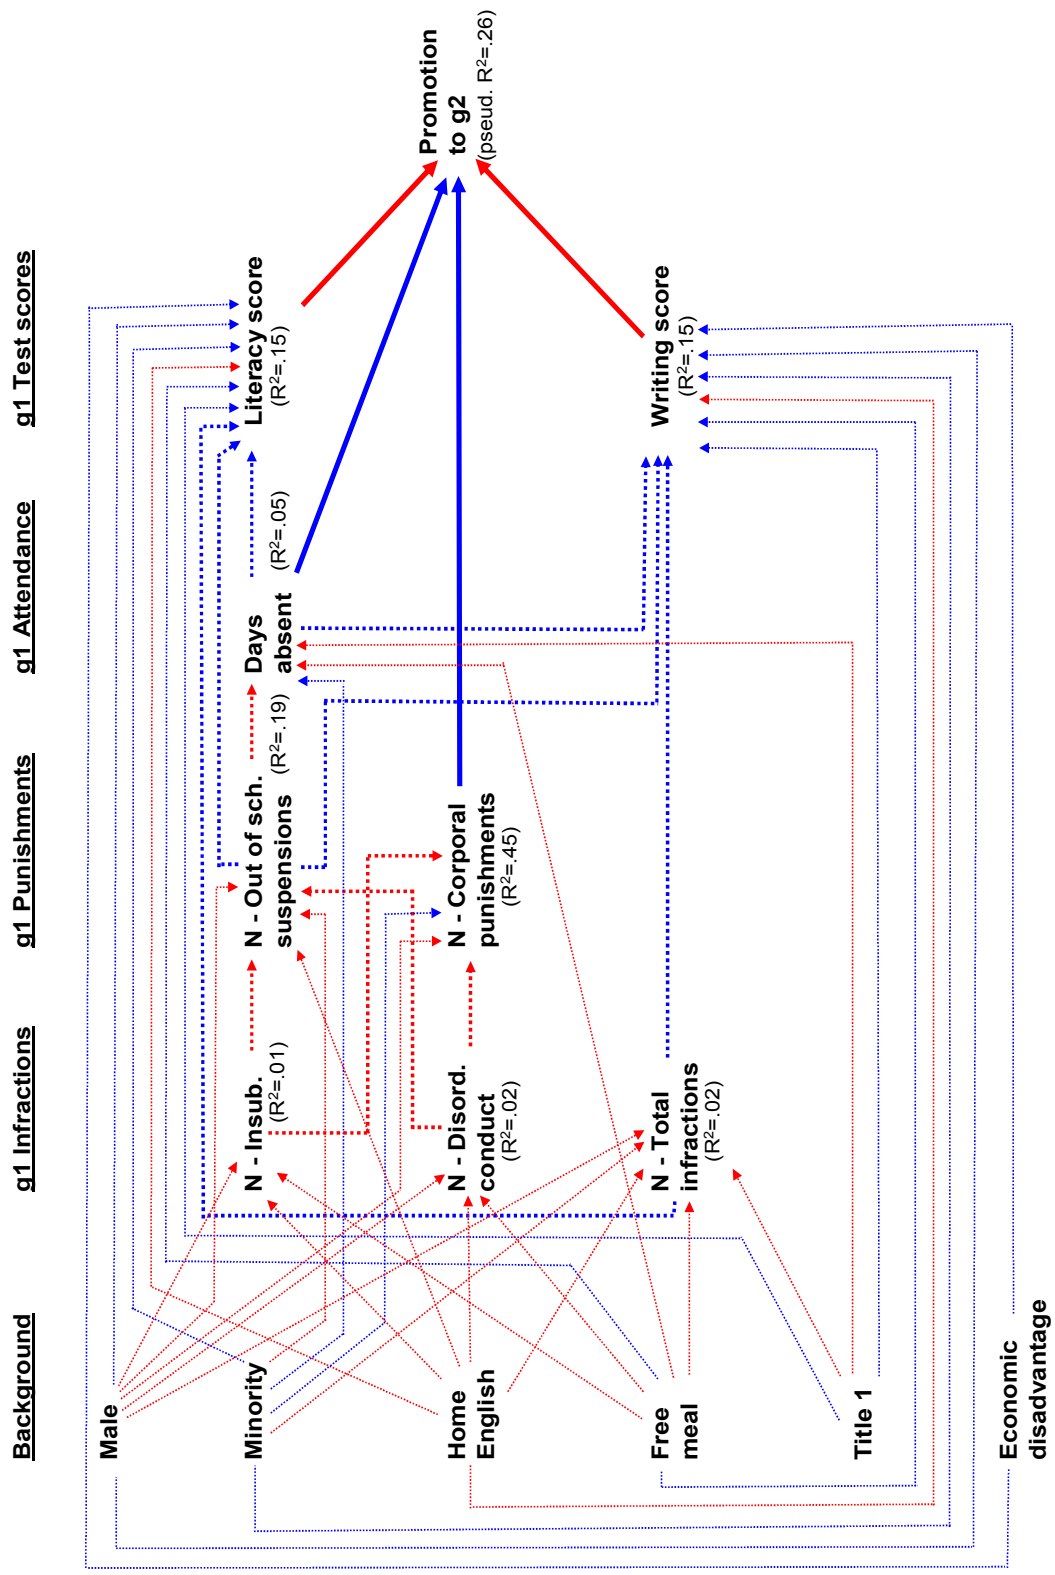 Background
g1 Infractions
g1 Punishments
g1 Attendance
g1 Test scores
Male
Minority
Home
English
Free
meal
Title 1
Economic
disadvantage
N - Insub.
(R²=.01)
N - Disord.
conduct
(R²=.02)
N - Total
infractions
(R²=.02)
N - Out of sch.
suspensions
(R²=.19)
N - Corporal
punishments
(R²=.45)
Days
absent
(R²=.05)
Literacy score
(R²=.15)
Writing score
(R²=.15)
Promotion
to g2
(pseud. R²=.26)